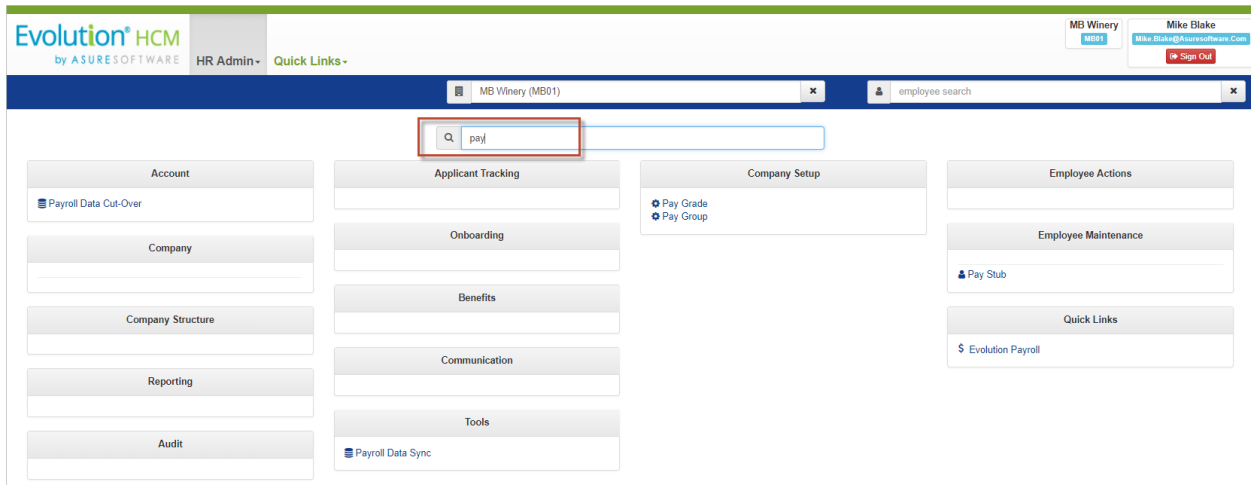 Evolution® HCM
by ASURESOFTWARE
HR Admin
Quick Links
MB Winery
MB01
Mike Blake
Mike.Blake@Asuresoftware.Com
Sign Out
MB Winery (MB01)
employee search
pay
Account
Payroll Data Cut-Over
Company
Company Structure
Reporting
Audit
Applicant Tracking
Onboarding
Benefits
Communication
Tools
Payroll Data Sync
Company Setup
Pay Grade
Pay Group
Employee Actions
Employee Maintenance
Pay Stub
Quick Links
$ Evolution Payroll